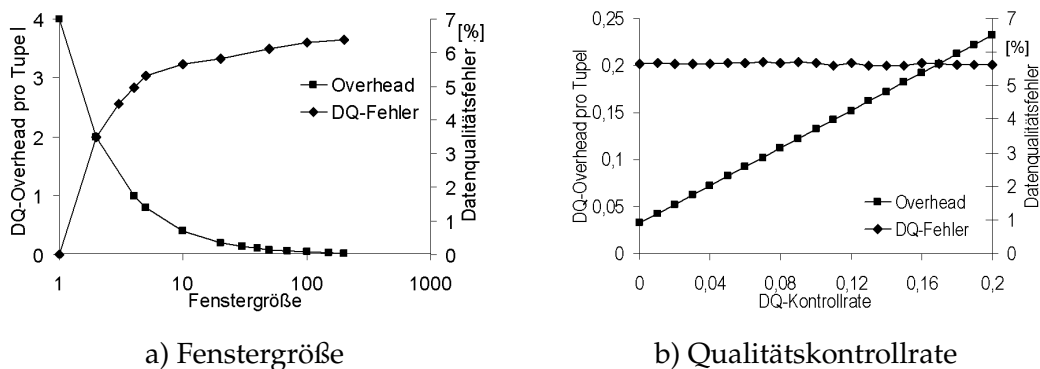 4
3
2
1
0
DQ-Overhead pro Tupel
7
6
5
4
3
2
1
0
[%]
Datenqualitätsfehler
Overhead
DQ-Fehler
1 10 100 1000
Fenstergröße
a) Fenstergröße
0,25
0,2
0,15
0,1
0,05
0
DQ-Overhead pro Tupel
7
6
5
4
3
2
1
0
[%]
Datenqualitätsfehler
Overhead
DQ-Fehler
0 0,04 0,08 0,12 0,16 0,2
DQ-Kontrollrate
b) Qualitätskontrollrate